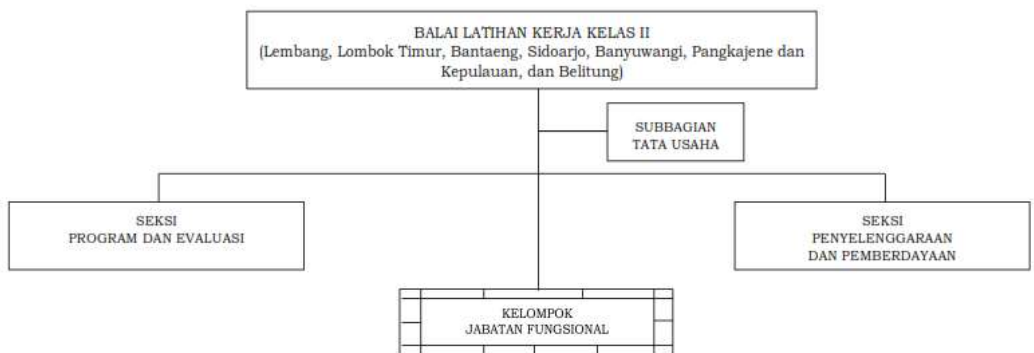 BALAI LATIHAN KERJA KELAS II
(Lembang, Lombok Timur, Bantaeng, Sidoarjo, Banyuwangi, Pangkajene dan
Kepulauan, dan Belitung)
SUBBAGIAN
TATA USAHA
SEKSI
PROGRAM DAN EVALUASI
SEKSI
PENYELENGGARAAN
DAN PEMBERDAYAAN
KELOMPOK
JABATAN FUNGSIONAL